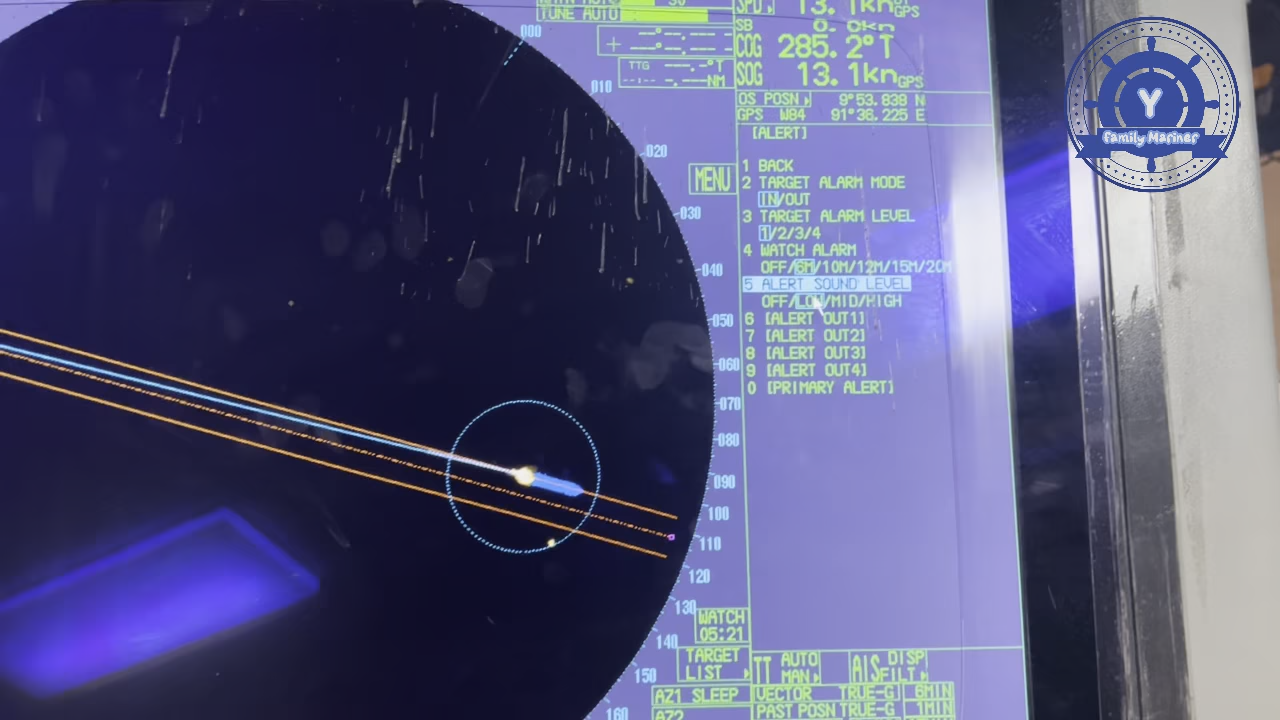 TUNE AUTO
SPD 13.1kn GPS
SB 0.0kn
COG 285.2°T
SOG 13.1kn GPS
TTG ---.-°T
--.--NM
OS POSN 9°53.839 N
GPS W84 91°36.225 E
[ALERT]
MENU
1 BACK
2 TARGET ALARM MODE
IN/OUT
3 TARGET ALARM LEVEL
1/2/3/4
4 WATCH ALARM
OFF/6M/10M/12M/15M/20M
5 ALERT SOUND LEVEL
OFF/LOW/MID/HIGH
6 [ALERT OUT1]
7 [ALERT OUT2]
8 [ALERT OUT3]
9 [ALERT OUT4]
0 [PRIMARY ALERT]
000
010
020
030
040
050
060
070
080
090
100
110
120
130
140
150
160
WATCH
05:21
TARGET
LIST
TT AUTO
MAN
AIS DISP
FILT
AZ1 SLEEP
AZ2
VECTOR TRUE-G 6MIN
PAST POSN TRUE-G 1MIN
Y
Family Mariner